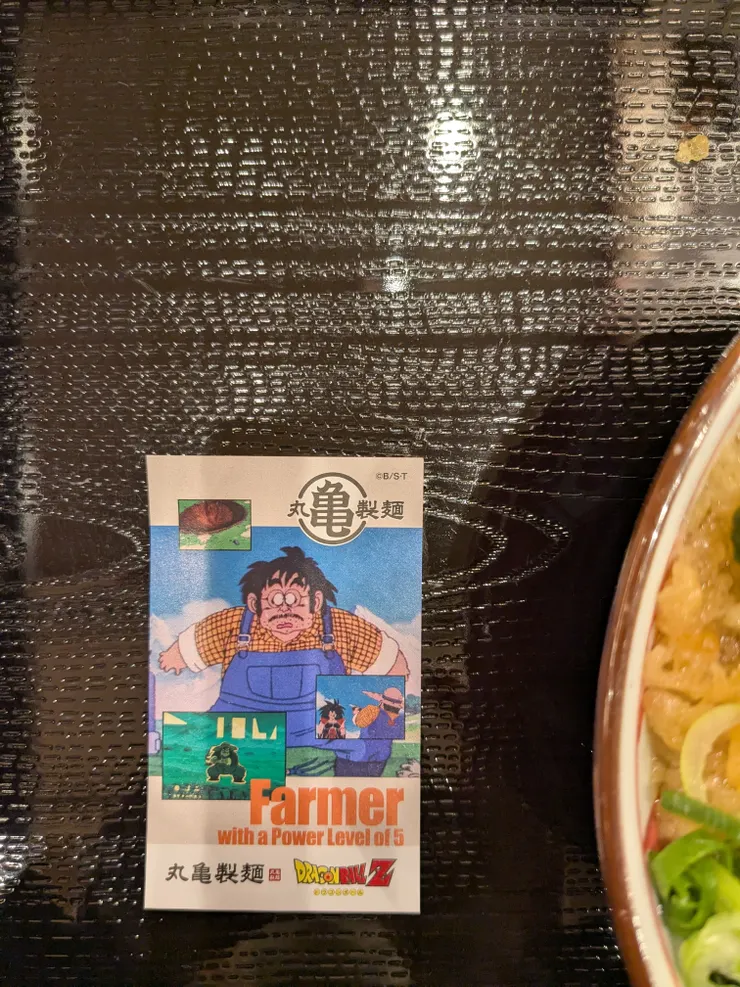 ©B/S・T
丸亀製麺
Farmer
with a Power Level of 5
丸亀製麺
DRAGON BALL Z